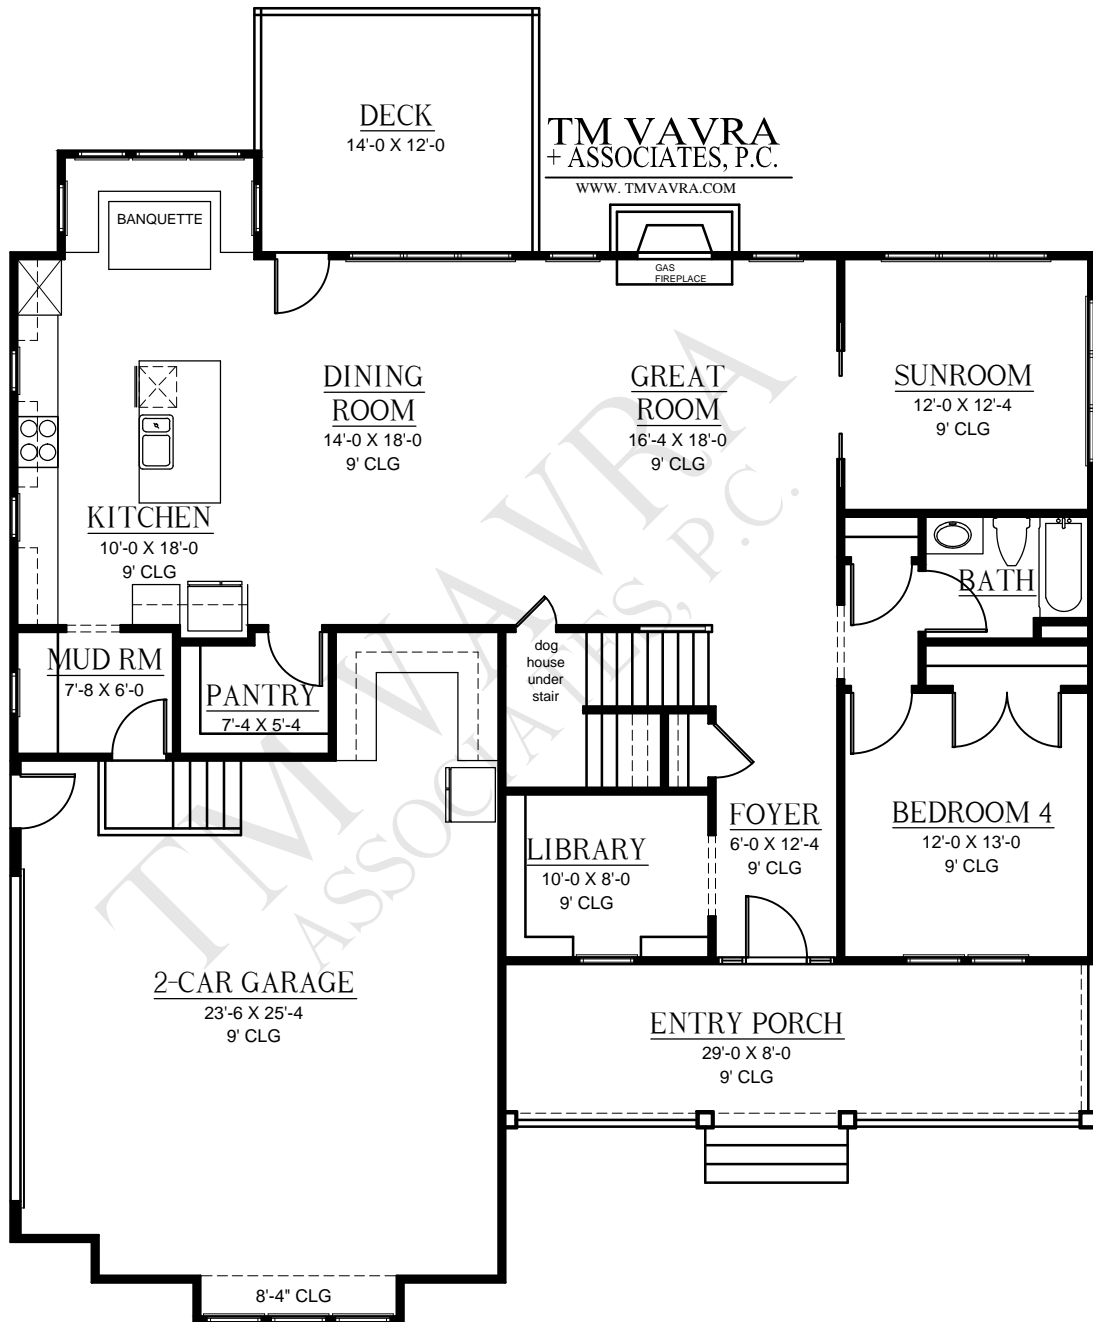 DECK
14'-0 X 12'-0
TM VAVRA
+ ASSOCIATES, P.C.
WWW. TMVAVRA.COM
BANQUETTE
GAS
FIREPLACE
DINING
ROOM
14'-0 X 18'-0
9' CLG
GREAT
ROOM
16'-4 X 18'-0
9' CLG
SUNROOM
12'-0 X 12'-4
9' CLG
KITCHEN
10'-0 X 18'-0
9' CLG
BATH
MUD RM
7'-8 X 6'-0
PANTRY
7'-4 X 5'-4
dog
house
under
stair
LIBRARY
10'-0 X 8'-0
9' CLG
FOYER
6'-0 X 12'-4
9' CLG
BEDROOM 4
12'-0 X 13'-0
9' CLG
2-CAR GARAGE
23'-6 X 25'-4
9' CLG
ENTRY PORCH
29'-0 X 8'-0
9' CLG
8'-4" CLG
TM VAVRA
ASSOCIATES, P.C.